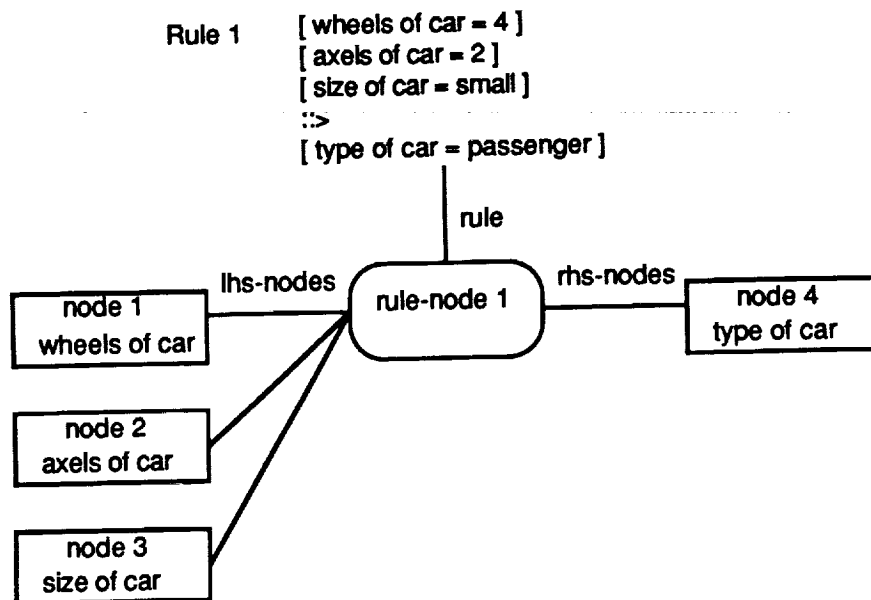 Rule 1 [ wheels of car = 4 ]
[ axels of car = 2 ]
[ size of car = small ]
::>
[ type of car = passenger ]
rule
lhs-nodes
rule-node 1
rhs-nodes
node 1
wheels of car
node 4
type of car
node 2
axels of car
node 3
size of car